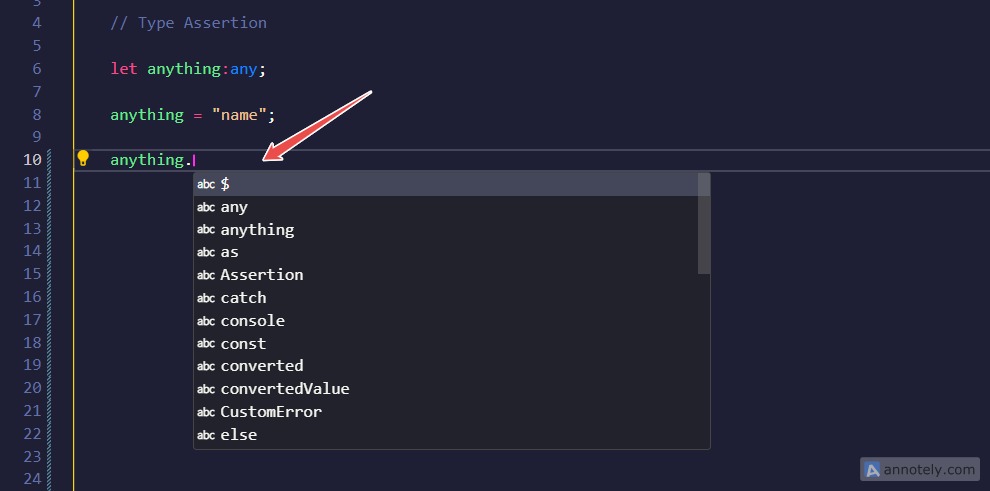 3
4 // Type Assertion
5
6 let anything:any;
7
8 anything = "name";
9
10 anything.
11 abc $
12 abc any
13 abc anything
14 abc as
15 abc Assertion
16 abc catch
17 abc console
18 abc const
19 abc converted
20 abc convertedValue
21 abc CustomError
22 abc else
23
24
A annotely.com